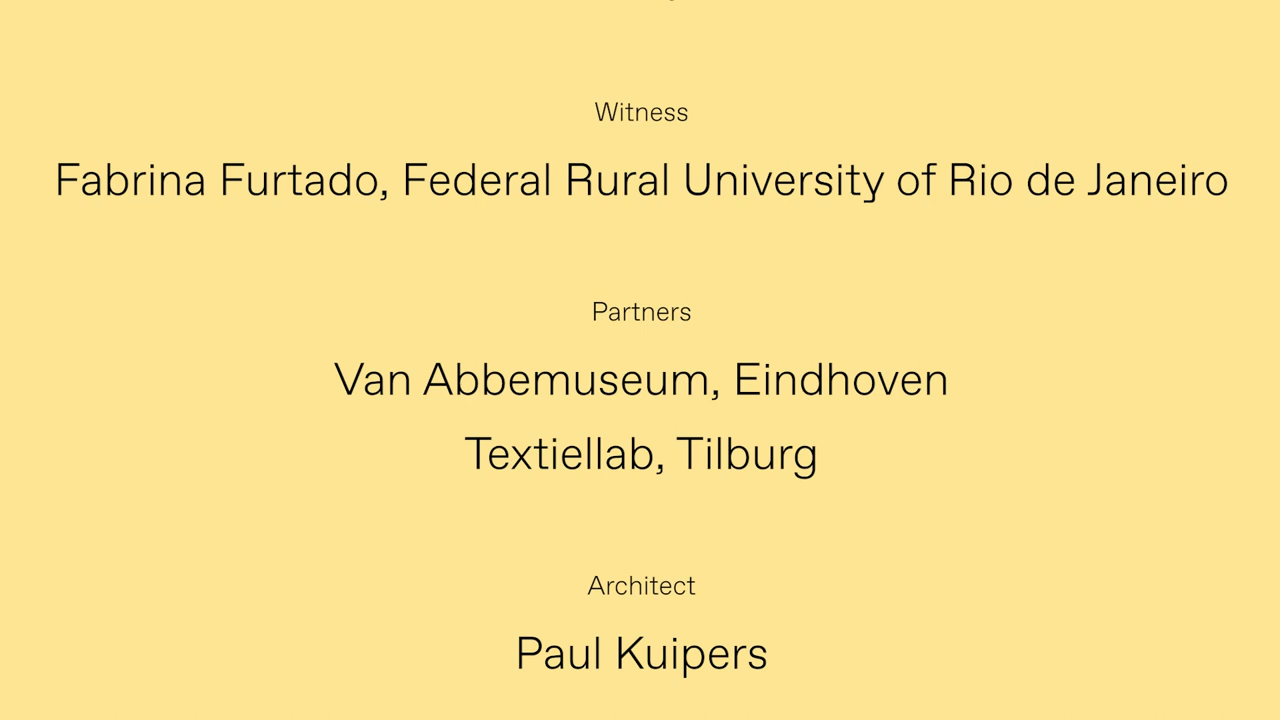 Witness
Fabrina Furtado, Federal Rural University of Rio de Janeiro
Partners
Van Abbemuseum, Eindhoven
Textiellab, Tilburg
Architect
Paul Kuipers